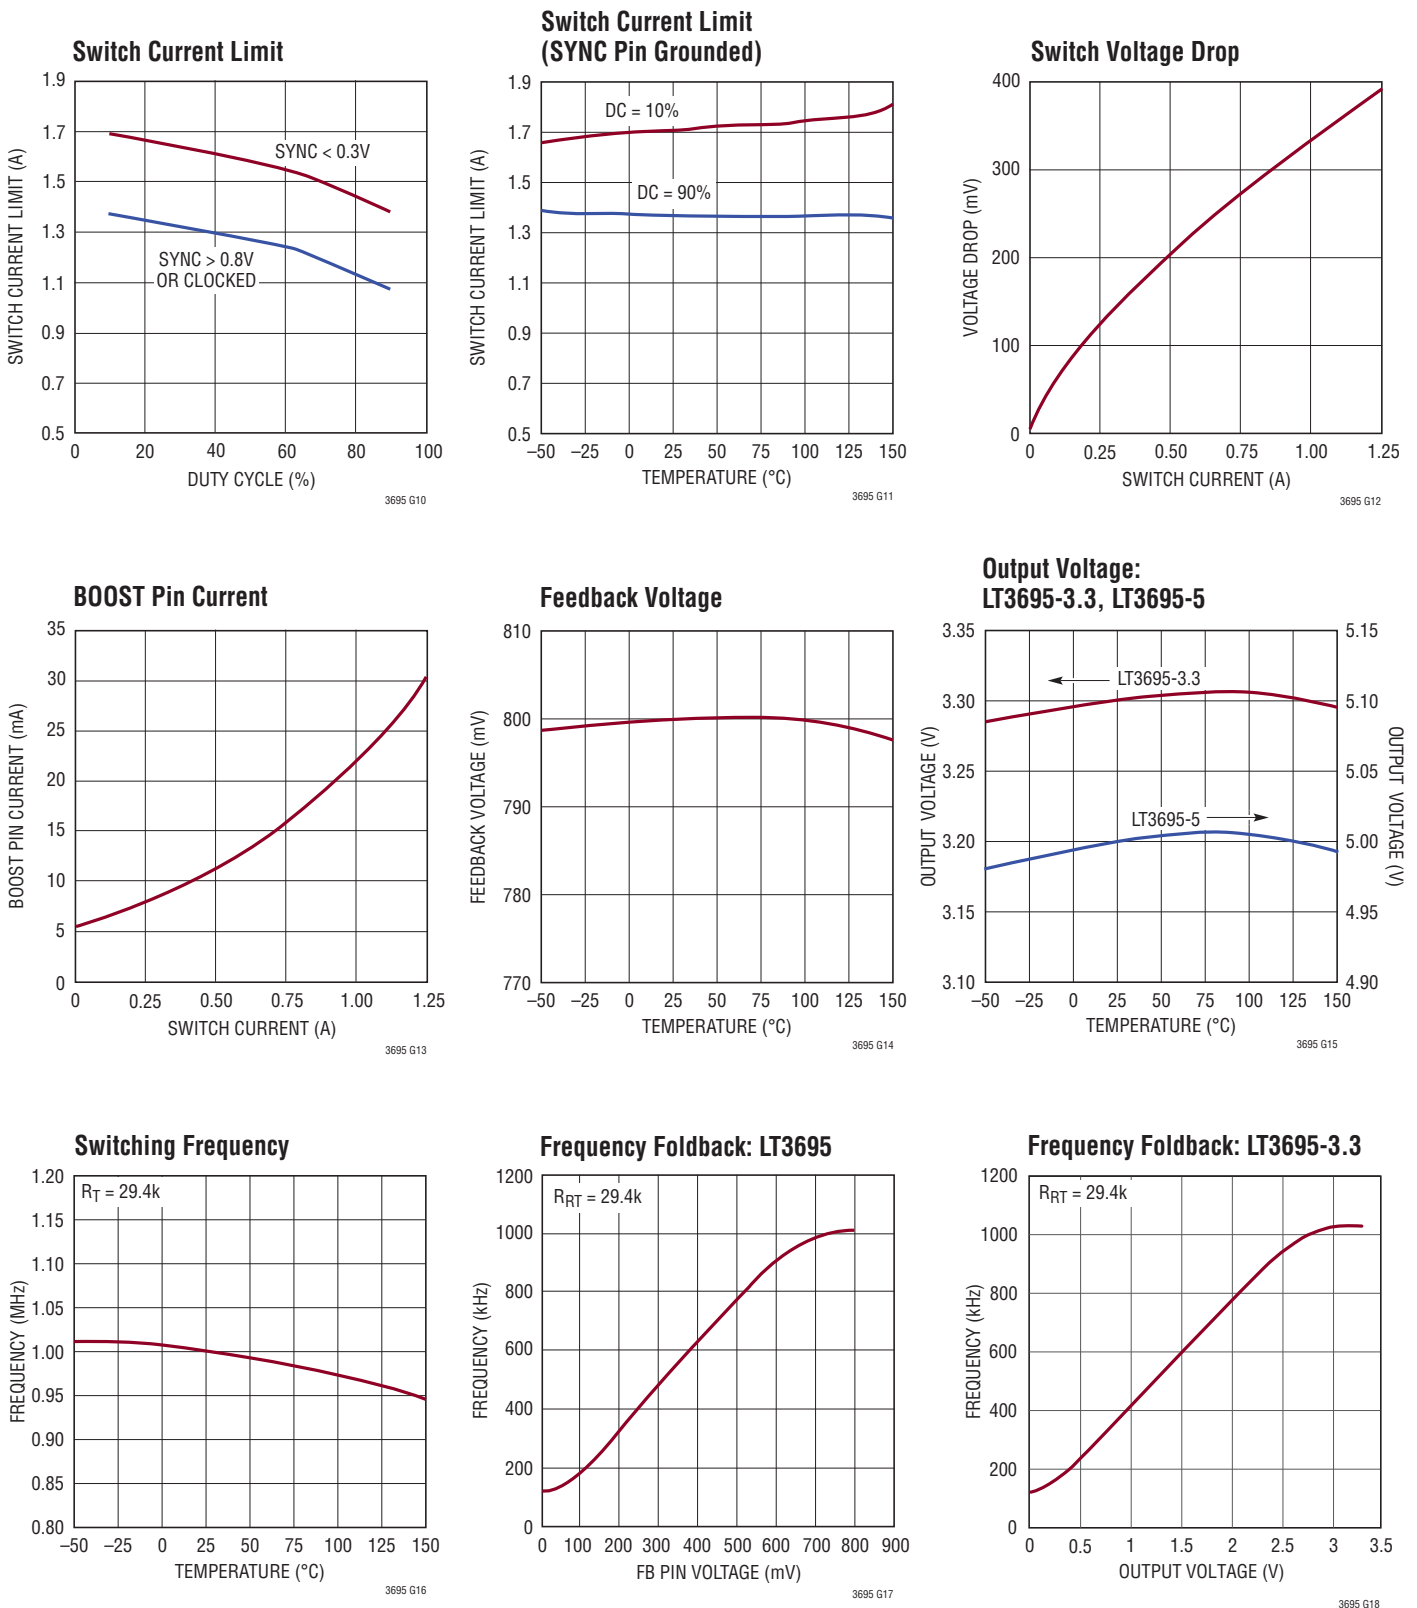 Switch Current Limit
1.9
1.7
1.5
1.3
1.1
0.9
0.7
0.5
SWITCH CURRENT LIMIT (A)
SYNC < 0.3V
SYNC > 0.8V
OR CLOCKED
0 20 40 60 80 100
DUTY CYCLE (%)
3695 G10
Switch Current Limit
(SYNC Pin Grounded)
1.9
1.7
1.5
1.3
1.1
0.9
0.7
0.5
SWITCH CURRENT LIMIT (A)
DC = 10%
DC = 90%
–50 –25 0 25 50 75 100 125 150
TEMPERATURE (°C)
3695 G11
Switch Voltage Drop
400
300
200
100
0
VOLTAGE DROP (mV)
0 0.25 0.50 0.75 1.00 1.25
SWITCH CURRENT (A)
3695 G12
BOOST Pin Current
35
30
25
20
15
10
5
0
BOOST PIN CURRENT (mA)
0 0.25 0.50 0.75 1.00 1.25
SWITCH CURRENT (A)
3695 G13
Feedback Voltage
810
800
790
780
770
FEEDBACK VOLTAGE (mV)
–50 –25 0 25 50 75 100 125 150
TEMPERATURE (°C)
3695 G14
Output Voltage:
LT3695-3.3, LT3695-5
3.35
3.30
3.25
3.20
3.15
3.10
OUTPUT VOLTAGE (V)
LT3695-3.3
LT3695-5
5.15
5.10
5.05
5.00
4.95
4.90
OUTPUT VOLTAGE (V)
–50 –25 0 25 50 75 100 125 150
TEMPERATURE (°C)
3695 G15
Switching Frequency
1.20
1.15
1.10
1.05
1.00
0.95
0.90
0.85
0.80
FREQUENCY (MHz)
RT = 29.4k
–50 –25 0 25 50 75 100 125 150
TEMPERATURE (°C)
3695 G16
Frequency Foldback: LT3695
1200
1000
800
600
400
200
0
FREQUENCY (kHz)
RRT = 29.4k
0 100 200 300 400 500 600 700 800 900
FB PIN VOLTAGE (mV)
3695 G17
Frequency Foldback: LT3695-3.3
1200
1000
800
600
400
200
0
FREQUENCY (kHz)
RRT = 29.4k
0 0.5 1 1.5 2 2.5 3 3.5
OUTPUT VOLTAGE (V)
3695 G18